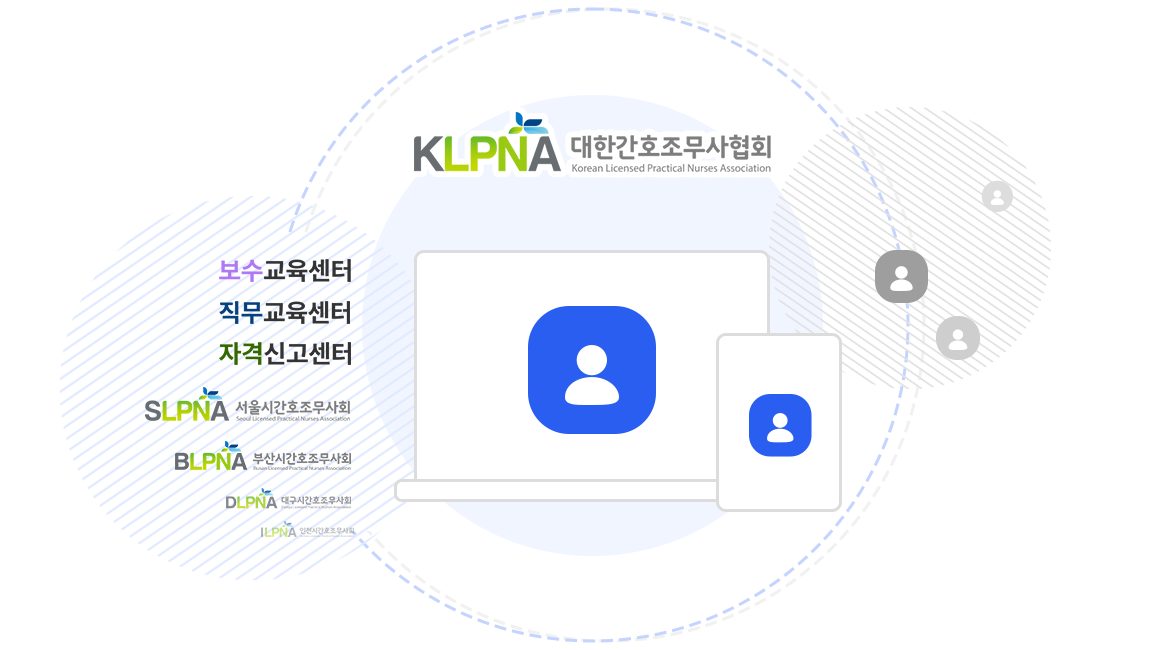 KLPNA 대한간호조무사협회
Korean Licensed Practical Nurses Association
보수교육센터
직무교육센터
자격신고센터
SLPNA 서울시간호조무사회
Seoul Licensed Practical Nurses Association
BLPNA 부산시간호조무사회
Busan Licensed Practical Nurses Association
DLPNA 대구시간호조무사회
ILPNA 인천시간호조무사회